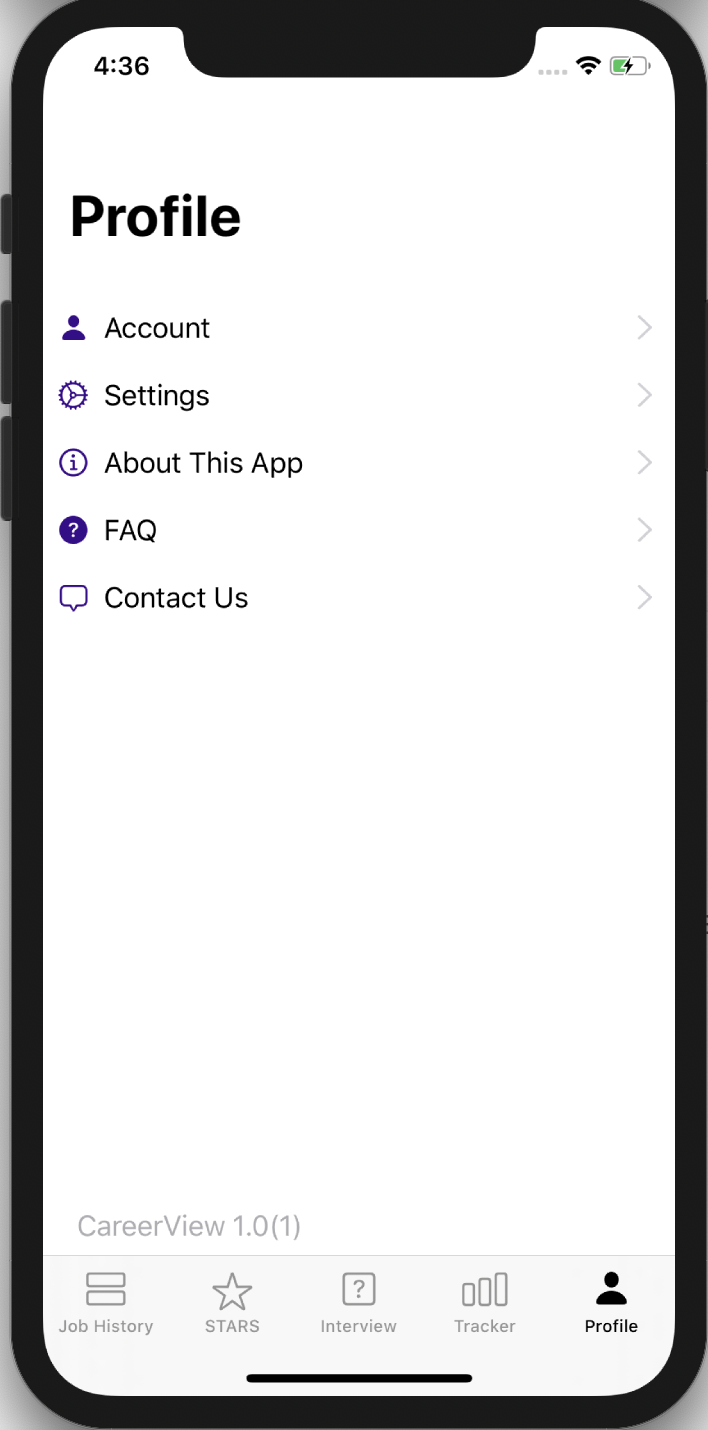 4:36
Profile
Account
Settings
About This App
FAQ
Contact Us
CareerView 1.0(1)
Job History STARS Interview Tracker Profile